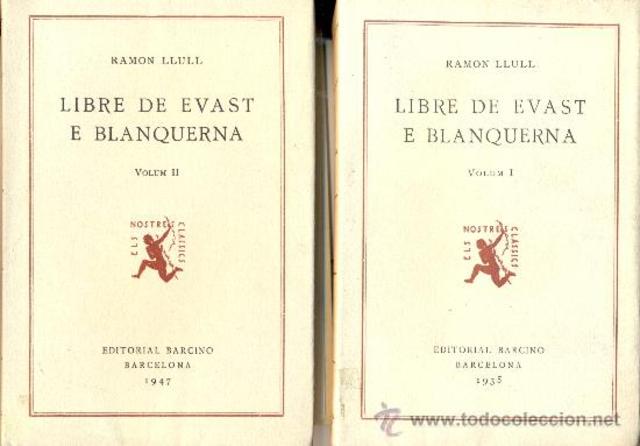 RAMON LLULL
LIBRE DE EVAST
E BLANQUERNA
VOLUM II
ELS NOSTRES CLÀSSICS
EDITORIAL BARCINO
BARCELONA
1947
RAMON LLULL
LIBRE DE EVAST
E BLANQUERNA
VOLUM I
ELS NOSTRES CLÀSSICS
EDITORIAL BARCINO
BARCELONA
1935
www.todocoleccion.net